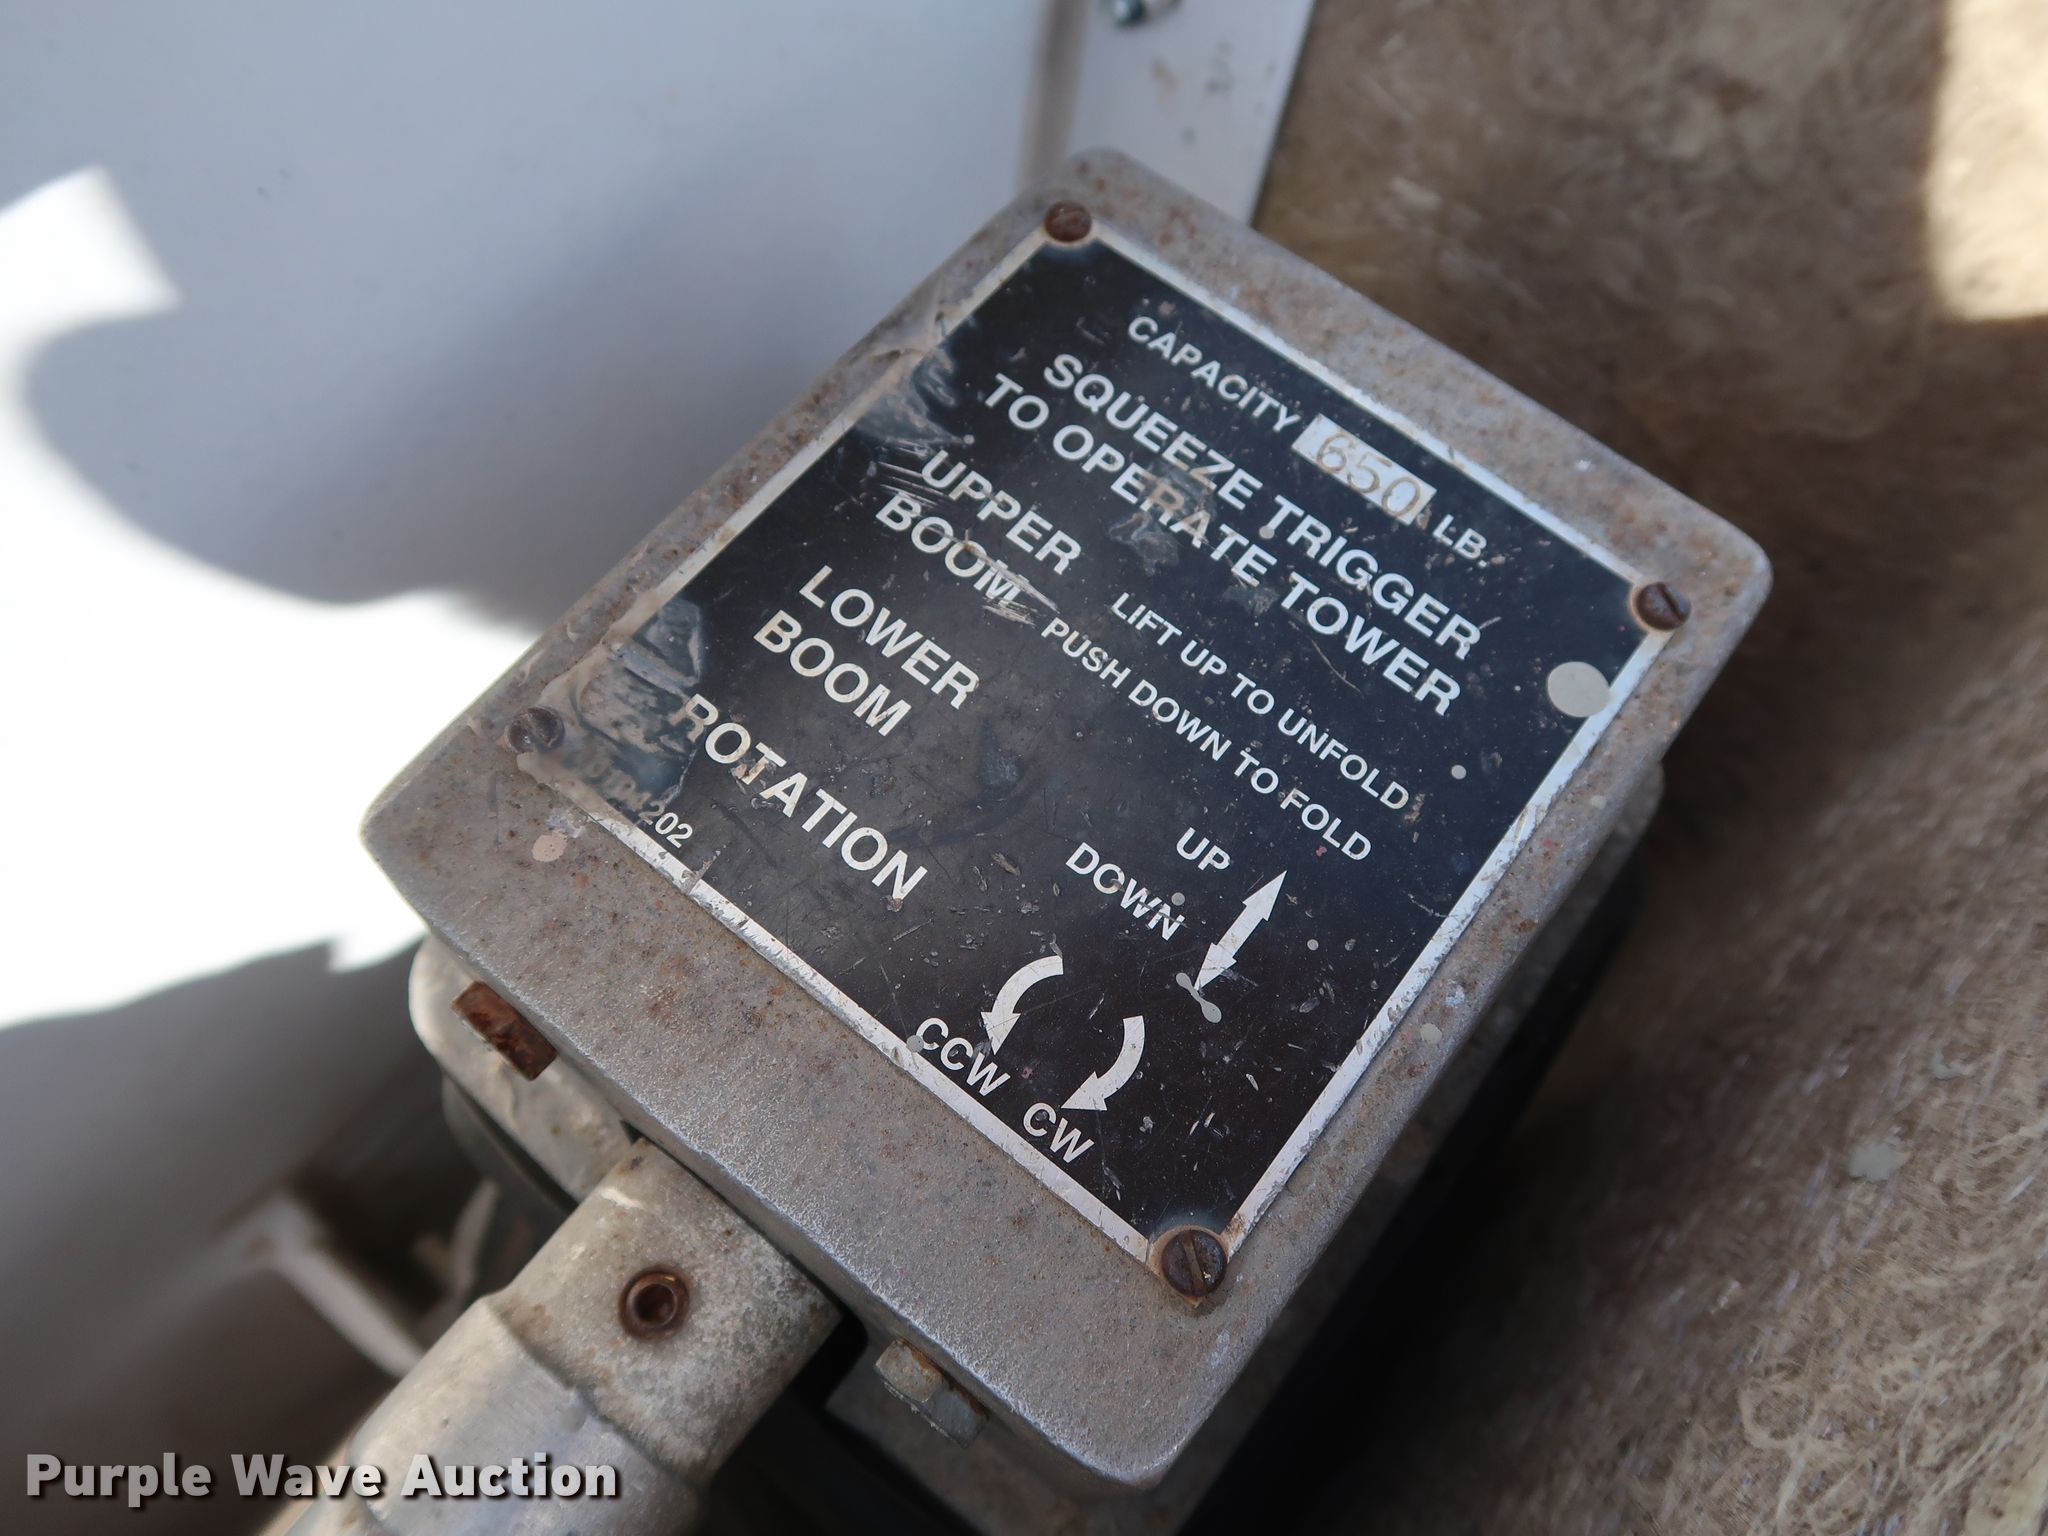 CAPACITY 650 LB.
SQUEEZE TRIGGER
TO OPERATE TOWER
UPPER
BOOM
LIFT UP TO UNFOLD
PUSH DOWN TO FOLD
LOWER
BOOM
UP
DOWN
ROTATION
CCW CW
Purple Wave Auction